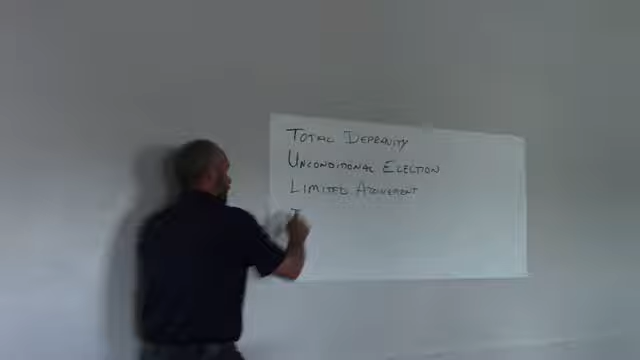 TOTAL DEPRAVITY
UNCONDITIONAL ELECTION
LIMITED ATONEMENT
I